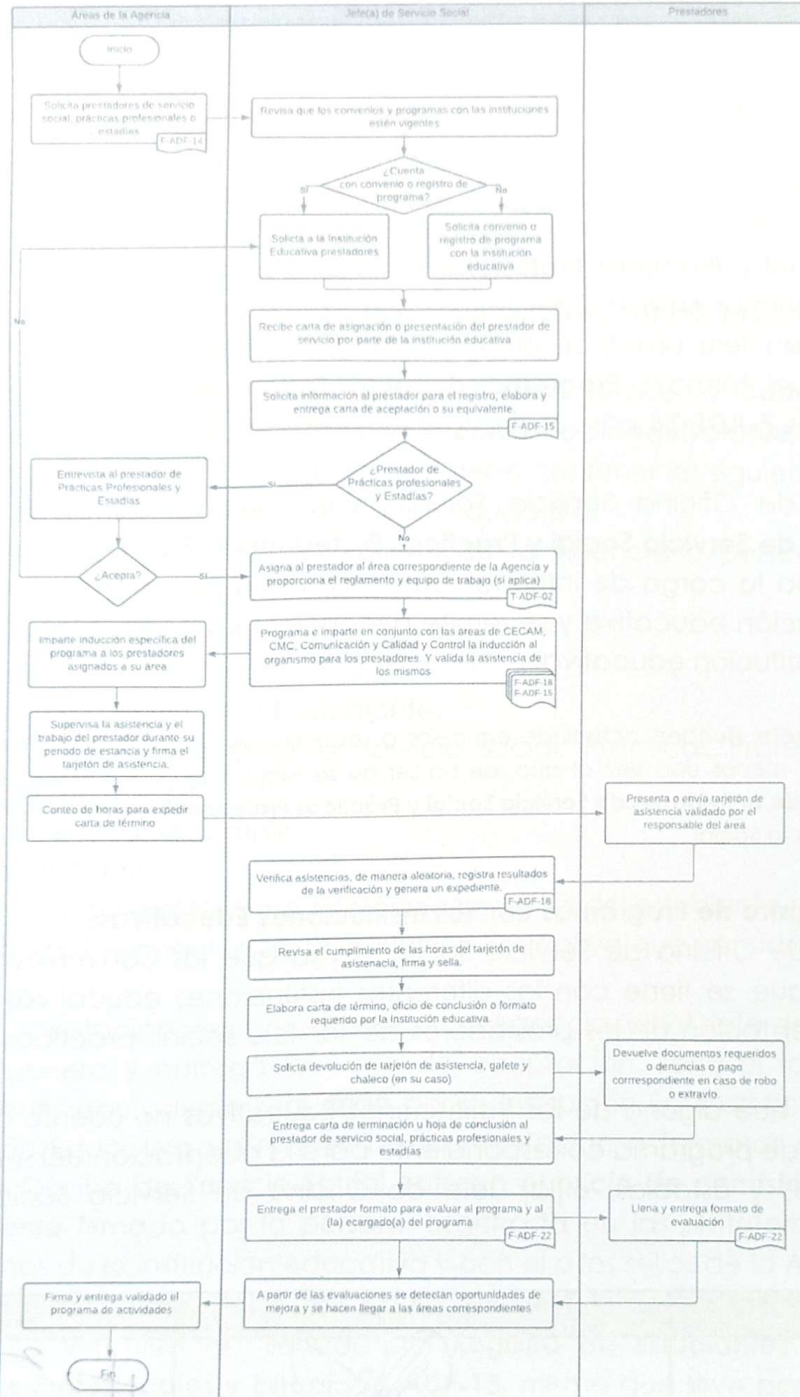 Áreas de la Agencia
Jefe(a) de Servicio Social
Prestadores
Inicio
Solicita prestadores de servicio
social, prácticas profesionales o
estadías
F-ADF-14
Revisa que los convenios y programas con las instituciones
estén vigentes
¿Cuenta
con convenio o registro de
programa?
Sí
No
Solicita a la Institución
Educativa prestadores
Solicita convenio o
registro de programa
con la institución
educativa
No
Recibe carta de asignación o presentación del prestador de
servicio por parte de la institución educativa
Solicita información al prestador para el registro, elabora y
entrega carta de aceptación o su equivalente.
F-ADF-15
¿Prestador de
Prácticas profesionales
y Estadías?
Si
No
Entrevista al prestador de
Prácticas Profesionales y
Estadías
¿Acepta?
Si
Asigna al prestador al área correspondiente de la Agencia y
proporciona el reglamento y equipo de trabajo (si aplica)
T-ADF-02
Programa e imparte en conjunto con las áreas de CECAM,
CMC, Comunicación y Calidad y Control la inducción al
organismo para los prestadores. Y valida la asistencia de
los mismos
F-ADF-18
F-ADF-15
Imparte inducción específica del
programa a los prestadores
asignados a su área
Supervisa la asistencia y el
trabajo del prestador durante su
periodo de estancia y firma el
tarjetón de asistencia.
Conteo de horas para expedir
carta de término
Presenta o envía tarjetón de
asistencia validado por el
responsable del área
Verifica asistencias, de manera aleatoria, registra resultados
de la verificación y genera un expediente.
F-ADF-18
Revisa el cumplimiento de las horas del tarjetón de
asistenacia, firma y sella.
Elabora carta de término, oficio de conclusión o formato
requerido por la institución educativa.
Solicta devolución de tarjetón de asistencia, gafete y
chaleco (en su caso)
Devuelve documentos requeridos
o denuncias o pago
correspondiente en caso de robo
o extravío.
Entrega carta de terminación u hoja de conclusión al
prestador de servicio social, prácticas profesionales y
estadías
Entrega el prestador formato para evaluar al programa y al
(la) ecargado(a) del programa
F-ADF-22
Llena y entrega formato de
evaluación
F-ADF-22
A partir de las evaluaciones se detectan oportunidades de
mejora y se hacen llegar a las áreas correspondientes
Firma y entrega validado el
programa de actividades
Fin